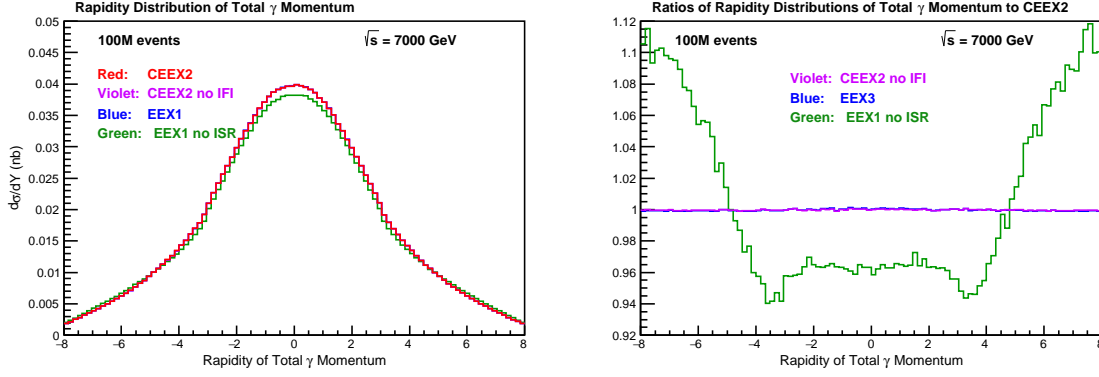 Rapidity Distribution of Total γ Momentum
100M events
√s = 7000 GeV
Red: CEEX2
Violet: CEEX2 no IFI
Blue: EEX1
Green: EEX1 no ISR
dσ/dY (nb)
0.05
0.045
0.04
0.035
0.03
0.025
0.02
0.015
0.01
0.005
0
−8 −6 −4 −2 0 2 4 6 8
Rapidity of Total γ Momentum
Ratios of Rapidity Distributions of Total γ Momentum to CEEX2
100M events
√s = 7000 GeV
Violet: CEEX2 no IFI
Blue: EEX3
Green: EEX1 no ISR
1.12
1.1
1.08
1.06
1.04
1.02
1
0.98
0.96
0.94
0.92
−8 −6 −4 −2 0 2 4 6 8
Rapidity of Total γ Momentum